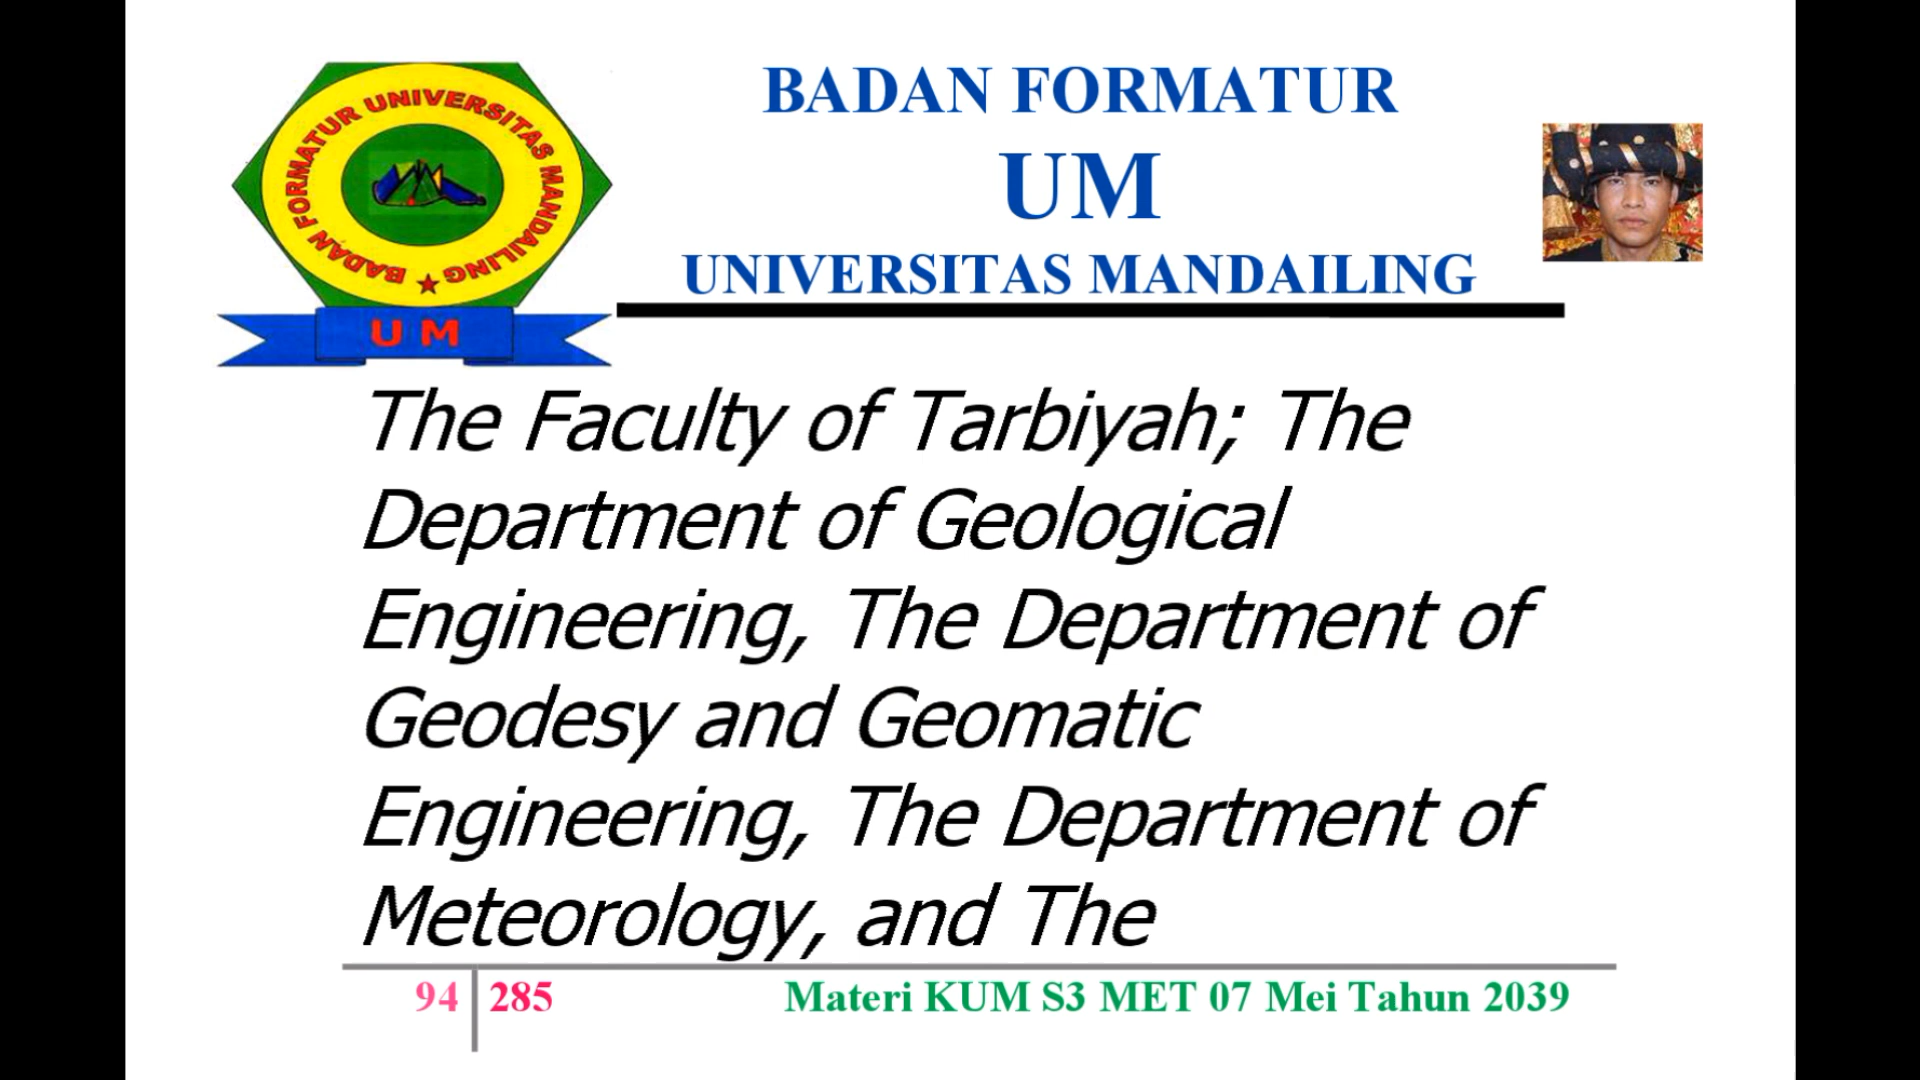 BADAN FORMATUR UNIVERSITAS MANDAILING
U M
BADAN FORMATUR
UM
UNIVERSITAS MANDAILING
The Faculty of Tarbiyah; The
Department of Geological
Engineering, The Department of
Geodesy and Geomatic
Engineering, The Department of
Meteorology, and The
94 285
Materi KUM S3 MET 07 Mei Tahun 2039